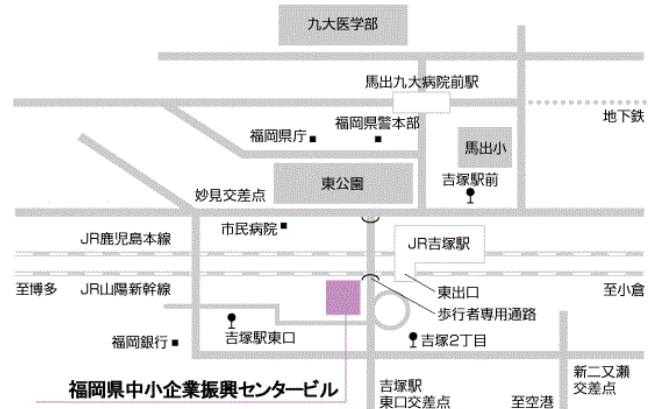 九大医学部
馬出九大病院前駅
地下鉄
福岡県庁
福岡県警本部
馬出小
東公園
吉塚駅前
妙見交差点
市民病院
JR鹿児島本線
JR吉塚駅
至博多
JR山陽新幹線
東出口
至小倉
歩行者専用通路
福岡銀行
吉塚駅東口
吉塚2丁目
福岡県中小企業振興センタービル
吉塚駅
東口交差点
至空港
新二又瀬
交差点